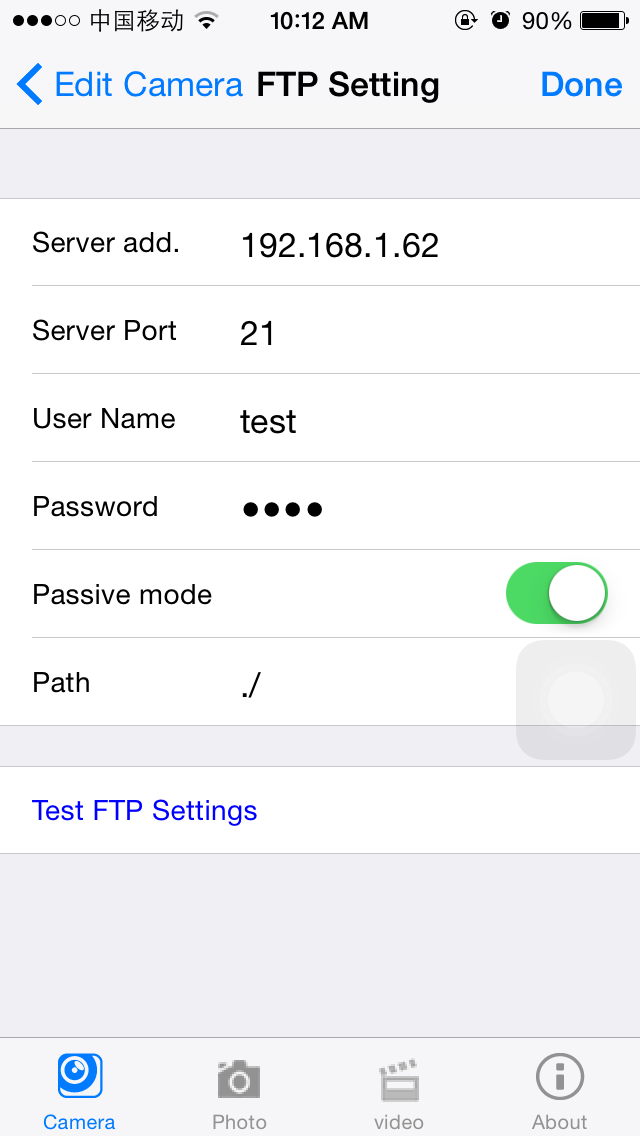 中国移动 10:12 AM 90%
Edit Camera FTP Setting Done
Server add. 192.168.1.62
Server Port 21
User Name test
Password ••••
Passive mode
Path ./
Test FTP Settings
Camera Photo video About